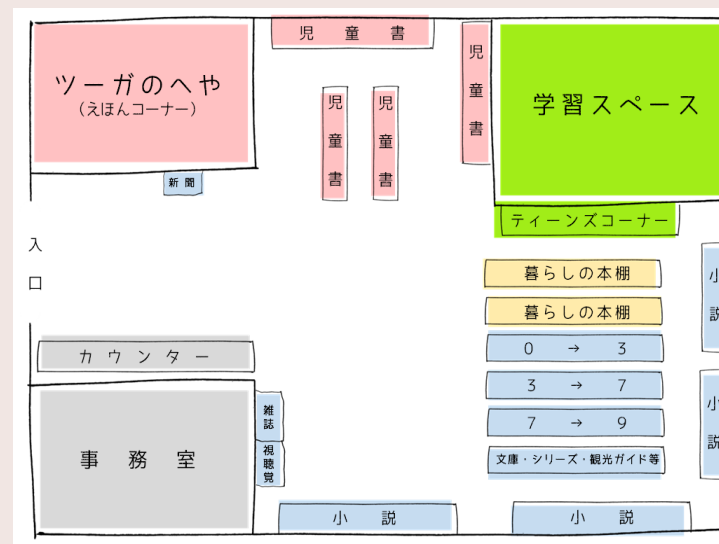 児童書
ツーガのへや
(えほんコーナー)
児童書
学習スペース
児童書
児童書
新聞
ティーンズコーナー
入口
暮らしの本棚
小説
暮らしの本棚
0 → 3
カウンター
3 → 7
小説
雑誌
7 → 9
事務室
視聴覚
文庫・シリーズ・観光ガイド等
小説
小説